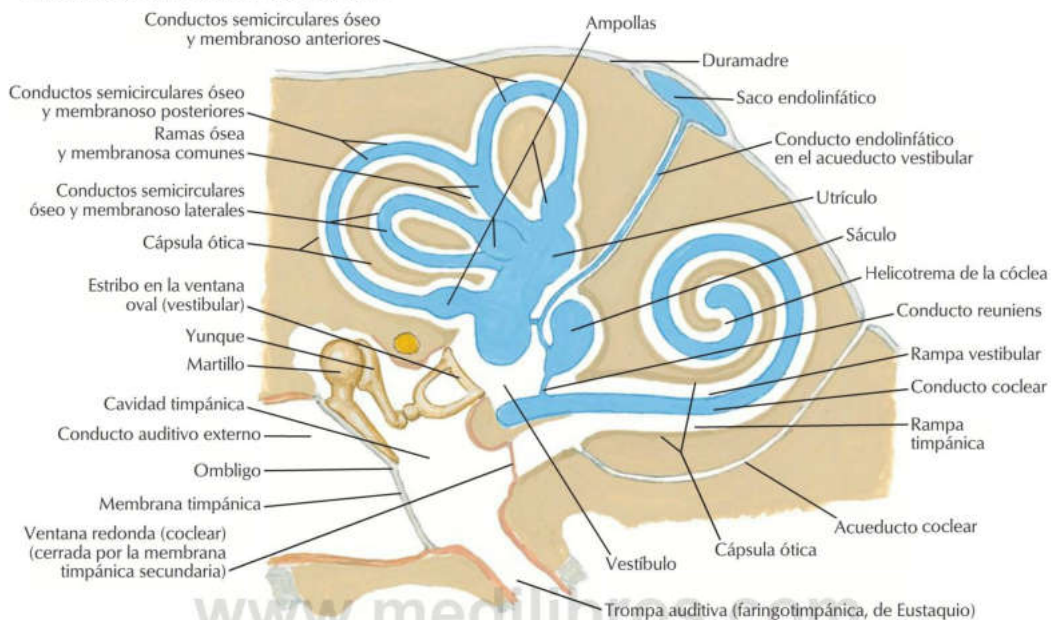 Conductos semicirculares óseo
y membranoso anteriores
Ampollas
Duramadre
Conductos semicirculares óseo
y membranoso posteriores
Saco endolinfático
Ramas ósea
y membranosa comunes
Conducto endolinfático
en el acueducto vestibular
Conductos semicirculares
óseo y membranoso laterales
Utrículo
Cápsula ótica
Sáculo
Helicotrema de la cóclea
Estribo en la ventana
oval (vestibular)
Conducto reuniens
Yunque
Rampa vestibular
Martillo
Conducto coclear
Cavidad timpánica
Rampa
timpánica
Conducto auditivo externo
Ombligo
Membrana timpánica
Acueducto coclear
Ventana redonda (coclear)
(cerrada por la membrana
timpánica secundaria)
Cápsula ótica
Vestíbulo
Trompa auditiva (faringotimpánica, de Eustaquio)
www.medilibros.com